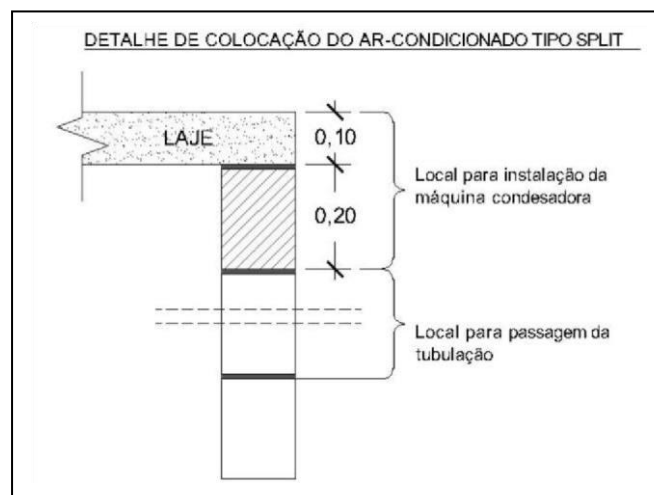 DETALHE DE COLOCAÇÃO DO AR-CONDICIONADO TIPO SPLIT
LAJE
0,10
0,20
Local para instalação da
máquina condesadora
Local para passagem da
tubulação